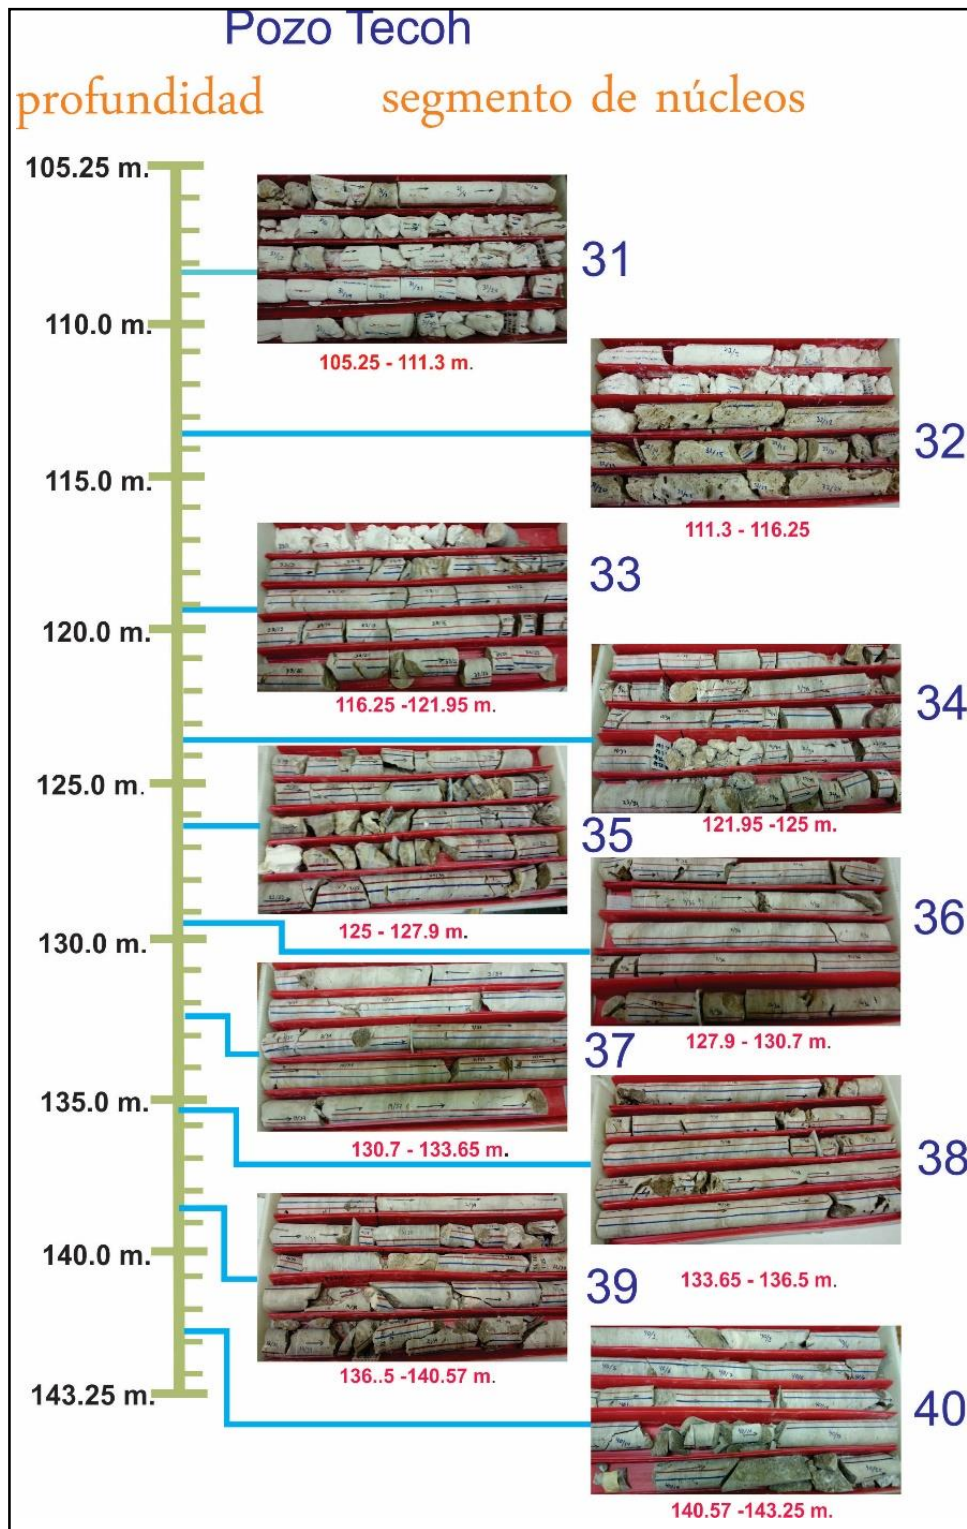 Pozo Tecoh
profundidad segmento de núcleos
105.25 m.
31
110.0 m.
105.25 - 111.3 m.
32
115.0 m.
111.3 - 116.25
33
120.0 m.
116.25 -121.95 m.
34
125.0 m.
121.95 -125 m.
35
125 - 127.9 m.
36
130.0 m.
127.9 - 130.7 m.
37
135.0 m.
130.7 - 133.65 m.
38
140.0 m.
133.65 - 136.5 m.
39
136..5 -140.57 m.
143.25 m.
40
140.57 -143.25 m.